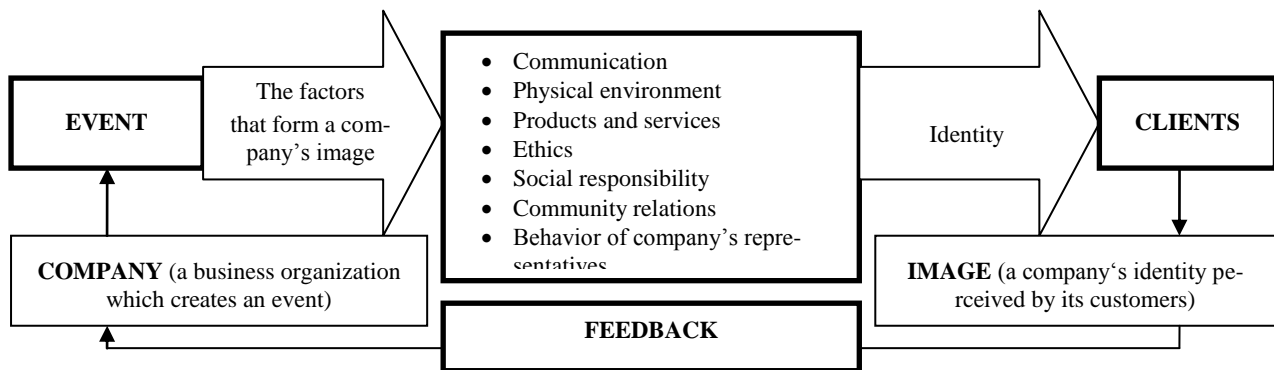 EVENT
The factors
that form a com-
pany's image
• Communication
• Physical environment
• Products and services
• Ethics
• Social responsibility
• Community relations
• Behavior of company's repre-
sentatives
Identity
CLIENTS
COMPANY (a business organization
which creates an event)
IMAGE (a company‘s identity pe-
rceived by its customers)
FEEDBACK